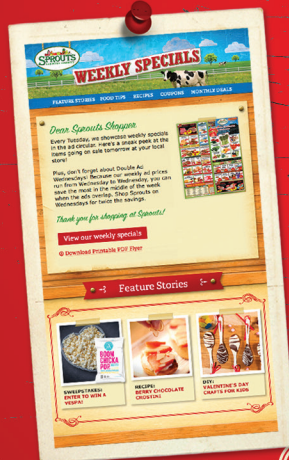 SPROUTS
WEEKLY SPECIALS
FEATURE STORIES FOOD TIPS RECIPES COUPONS MONTHLY DEALS
Dear Sprouts Shopper,
Every Tuesday, we showcase weekly specials
in the ad circular. Here's a sneak peek at the
items going on sale tomorrow at your local
store!
Plus, don't forget about Double Ad
Wednesdays! Because our weekly ad prices
run from Wednesday to Wednesday, you can
save the most in the middle of the week
when the ads overlap. Shop Sprouts on
Wednesdays for twice the savings.
Thank you for shopping at Sprouts!
View our weekly specials
Download Printable PDF Flyer
Feature Stories
BOOM
CHICKA
POP
SWEEPSTAKES:
ENTER TO WIN A
VESPA!
RECIPE:
BERRY CHOCOLATE
CROSTINI
DIY:
VALENTINE'S DAY
CRAFTS FOR KIDS